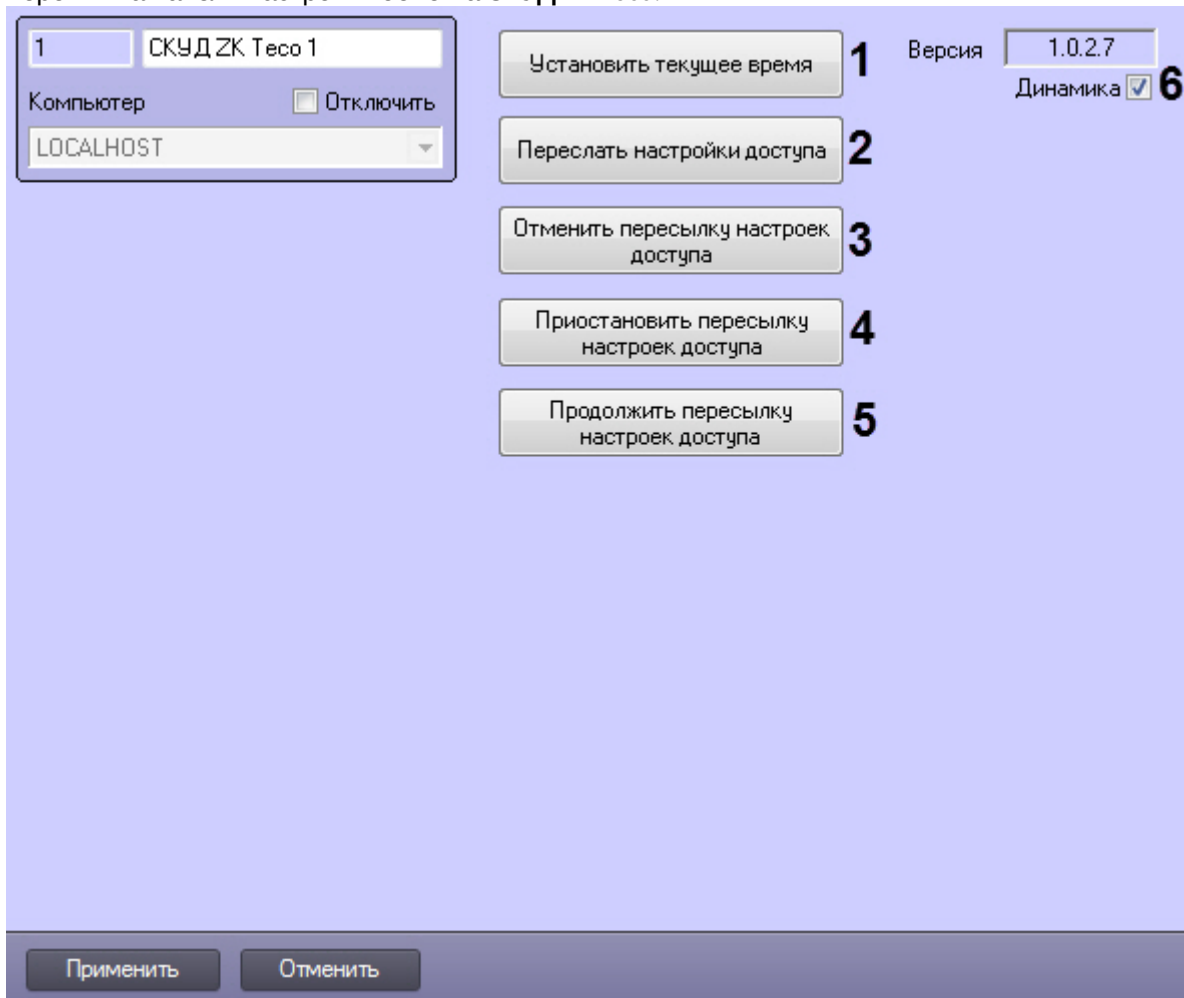 1 СКУД ZK Teco 1
Компьютер Отключить
LOCALHOST
Установить текущее время 1
Версия 1.0.2.7
Динамика 6
Переслать настройки доступа 2
Отменить пересылку настроек
доступа 3
Приостановить пересылку
настроек доступа 4
Продолжить пересылку
настроек доступа 5
Применить Отменить